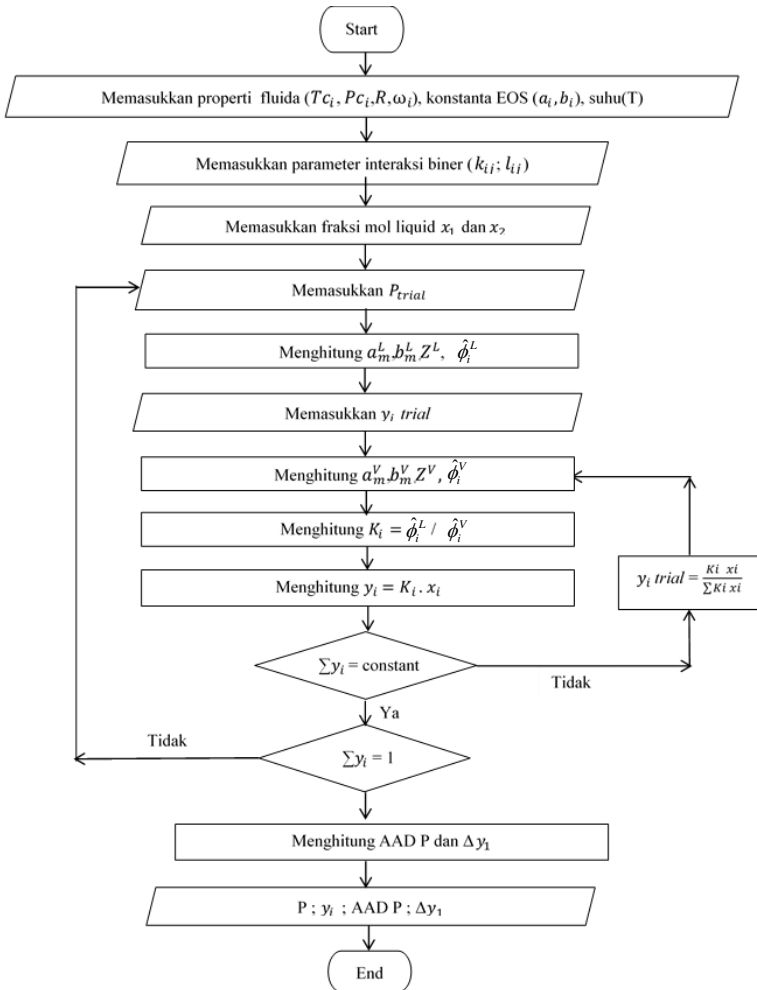 Start
Memasukkan properti fluida (Tc_i, Pc_i, R, ω_i), konstanta EOS (a_i, b_i), suhu(T)
Memasukkan parameter interaksi biner (k_ij; l_ij)
Memasukkan fraksi mol liquid x_1 dan x_2
Memasukkan P_trial
Menghitung a_m^L, b_m^L Z^L, ϕ̂_i^L
Memasukkan y_i trial
Menghitung a_m^V, b_m^V Z^V, ϕ̂_i^V
Menghitung K_i = ϕ̂_i^L / ϕ̂_i^V
y_i trial = Ki xi / ∑Ki xi
Menghitung y_i = K_i . x_i
∑y_i = constant
Tidak
Ya
Tidak
∑y_i = 1
Menghitung AAD P dan Δy_1
P ; y_i ; AAD P ; Δy_1
End